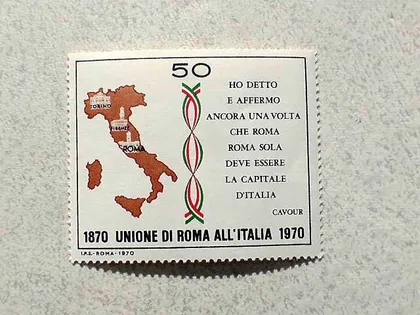 50
TORINO
FIRENZE
ROMA
HO DETTO
E AFFERMO
ANCORA UNA VOLTA
CHE ROMA
ROMA SOLA
DEVE ESSERE
LA CAPITALE
D'ITALIA
CAVOUR
1870 UNIONE DI ROMA ALL'ITALIA 1970
I.P.S.-ROMA-1970